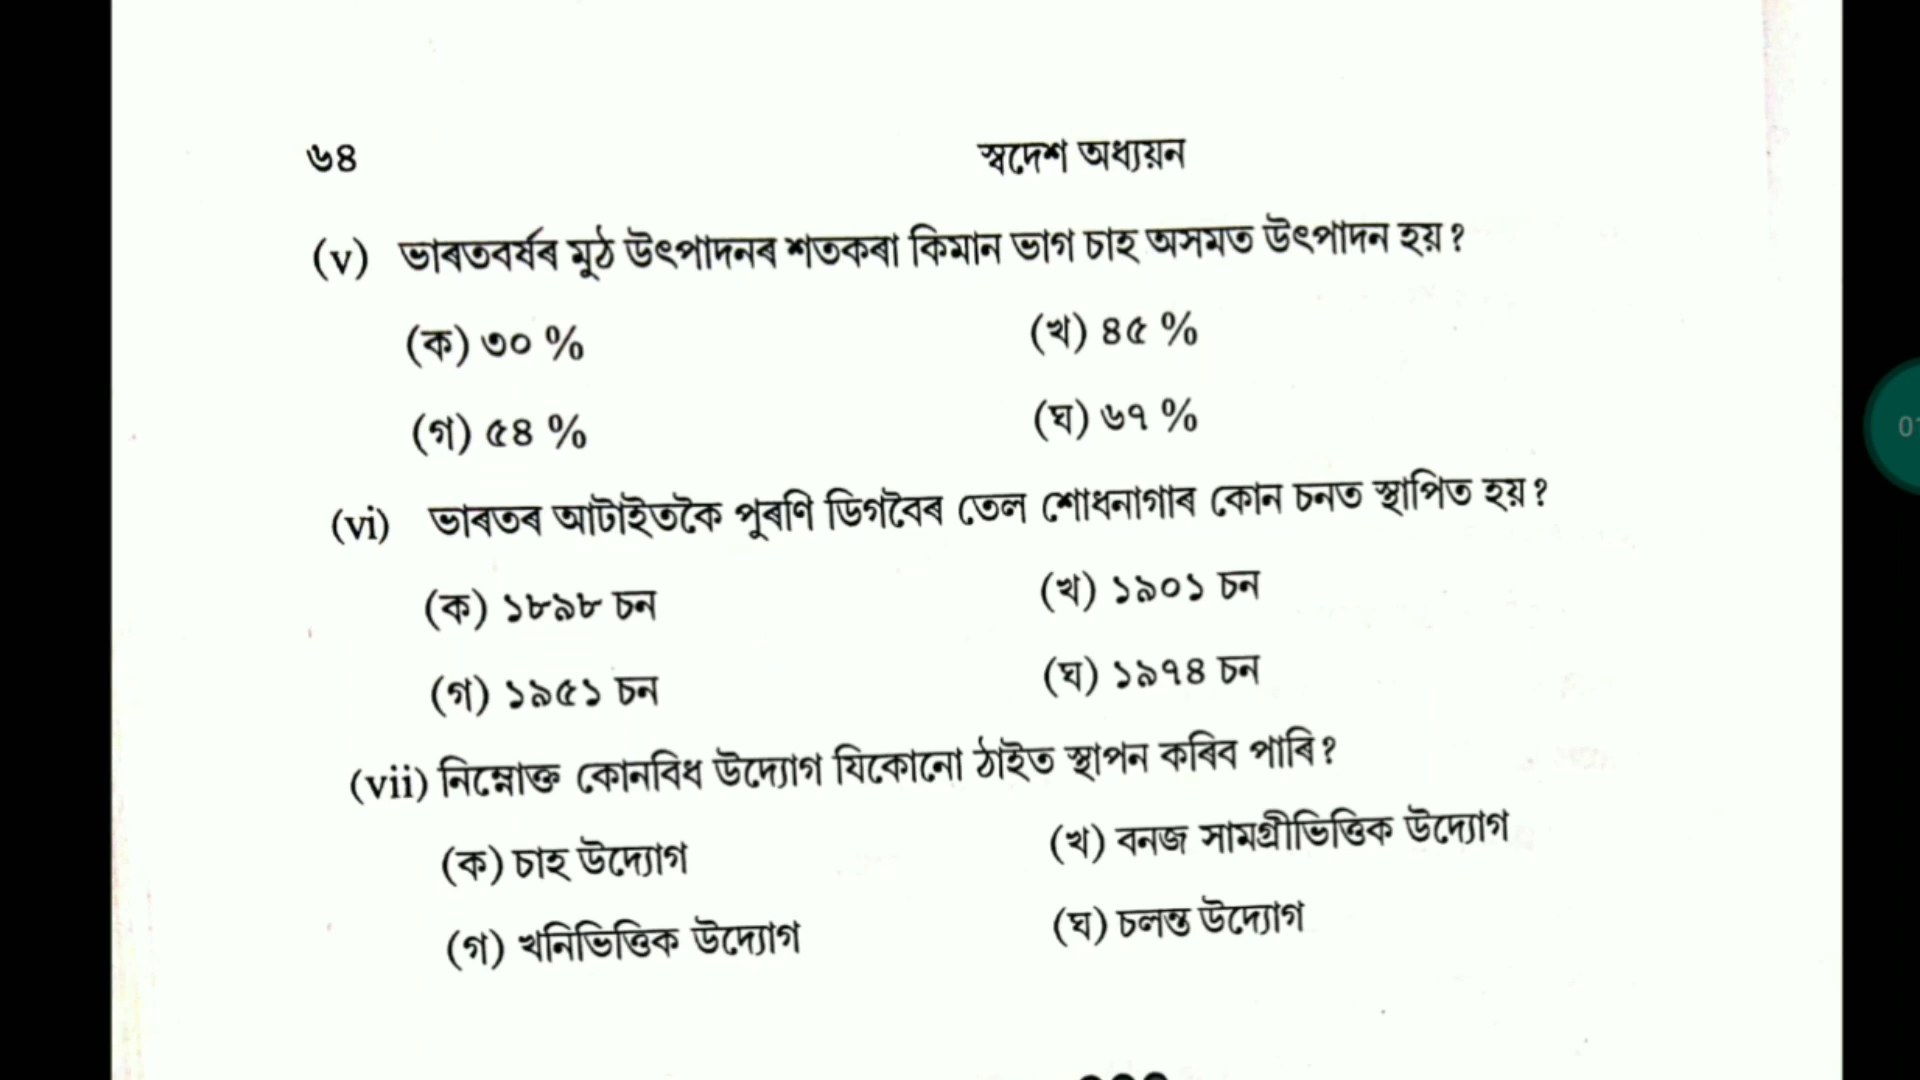 ৬৪ স্বদেশ অধ্যয়ন
(v) ভাৰতবৰ্ষৰ মুঠ উৎপাদনৰ শতকৰা কিমান ভাগ চাহ অসমত উৎপাদন হয়?
(ক) ৩০ % (খ) ৪৫ %
(গ) ৫৪ % (ঘ) ৬৭ %
(vi) ভাৰতৰ আটাইতকৈ পুৰণি ডিগবৈৰ তেল শোধনাগাৰ কোন চনত স্থাপিত হয়?
(ক) ১৮৯৮ চন (খ) ১৯০১ চন
(গ) ১৯৫১ চন (ঘ) ১৯৭৪ চন
(vii) নিম্নোক্ত কোনবিধ উদ্যোগ যিকোনো ঠাইত স্থাপন কৰিব পাৰি?
(ক) চাহ উদ্যোগ (খ) বনজ সামগ্ৰীভিত্তিক উদ্যোগ
(গ) খনিভিত্তিক উদ্যোগ (ঘ) চলন্ত উদ্যোগ